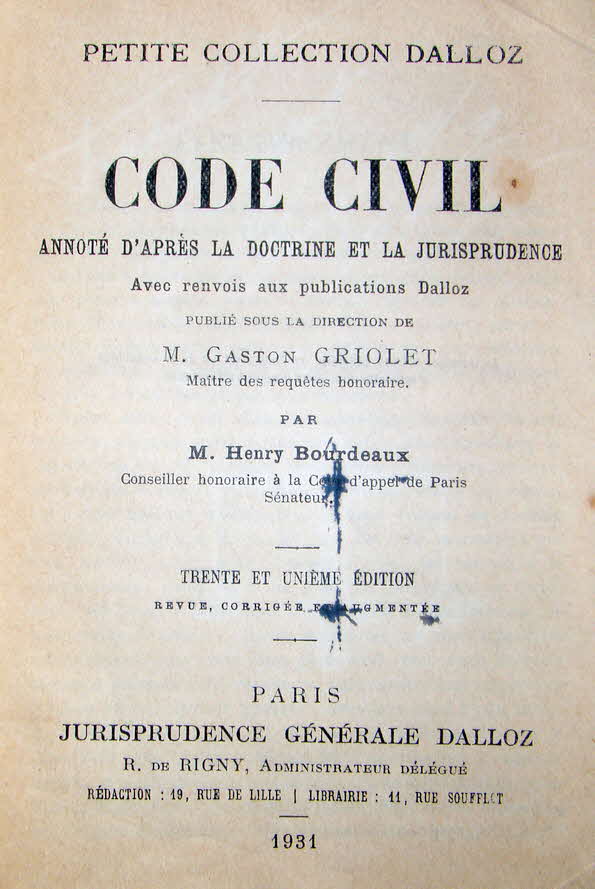 PETITE COLLECTION DALLOZ
CODE CIVIL
ANNOTÉ D'APRÈS LA DOCTRINE ET LA JURISPRUDENCE
Avec renvois aux publications Dalloz
PUBLIÉ SOUS LA DIRECTION DE
M. GASTON GRIOLET
Maître des requêtes honoraire.
PAR
M. Henry Bourdeaux
Conseiller honoraire à la Cour d'appel de Paris
Sénateur.
TRENTE ET UNIÈME ÉDITION
REVUE, CORRIGÉE ET AUGMENTÉE
PARIS
JURISPRUDENCE GÉNÉRALE DALLOZ
R. DE RIGNY, ADMINISTRATEUR DÉLÉGUÉ
RÉDACTION : 19, RUE DE LILLE | LIBRAIRIE : 11, RUE SOUFFLOT
1931